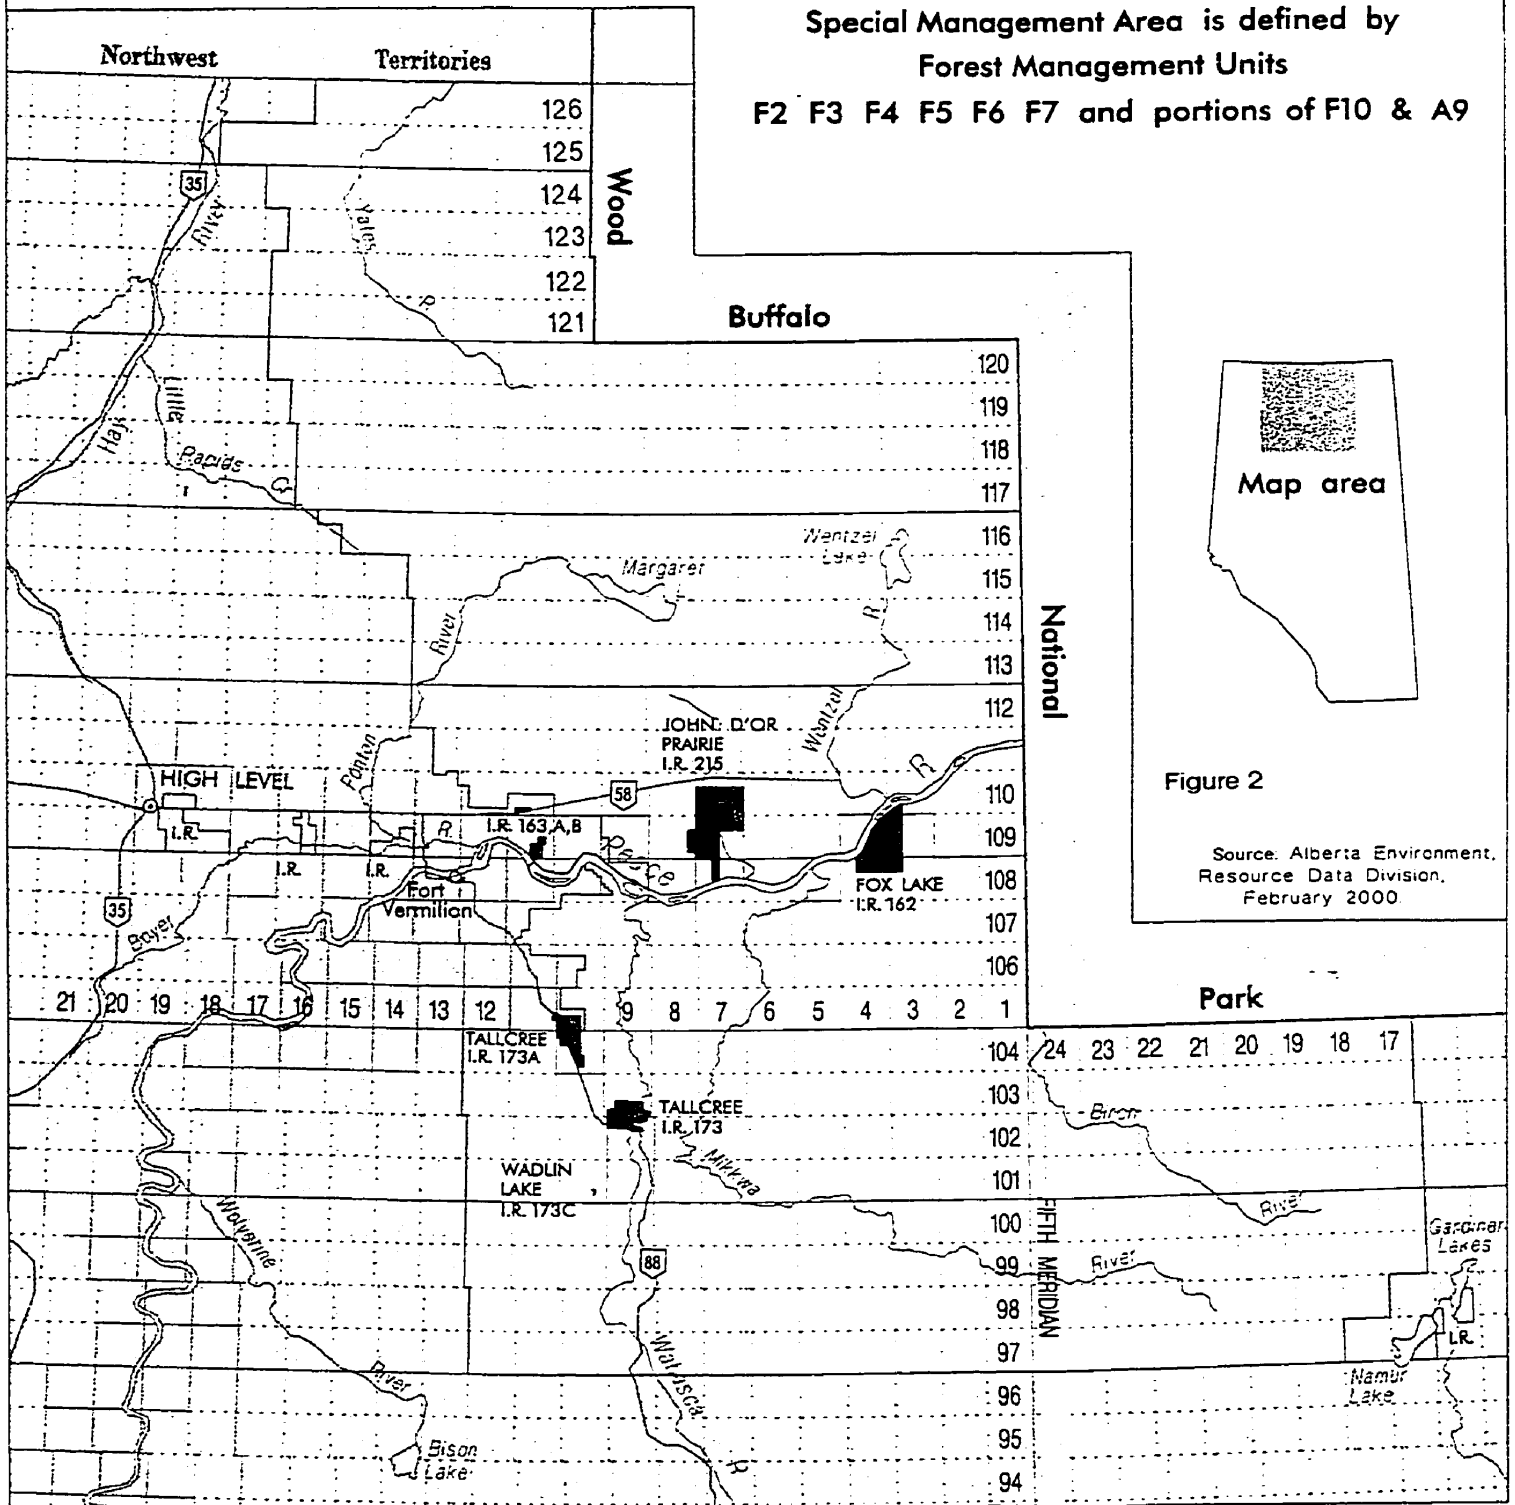 Special Management Area is defined by
Forest Management Units
F2 F3 F4 F5 F6 F7 and portions of F10 & A9
Northwest Territories
126
125
124
123
122
121
35
River
Yates
R
Wood
Buffalo
120
119
118
117
Hay
Little
Rapids
116
115
114
113
112
Wentzel
Lake
Margaret
River
R
Wentzel
National
Map area
JOHN D'OR
PRAIRIE
I.R. 215
Ponton
HIGH LEVEL
58
R
110
109
108
107
106
I.R.
I.R. 163 A,B
R
Peace
I.R.
I.R.
Fort
Vermilion
FOX LAKE
I.R. 162
35
Boyer
Figure 2
Source: Alberta Environment,
Resource Data Division,
February 2000
Park
21 20 19 18 17 16 15 14 13 12 9 8 7 6 5 4 3 2 1
TALLCREE
I.R. 173A
104
103
102
101
100
99
98
97
96
95
94
24 23 22 21 20 19 18 17
Birch
River
TALLCREE
I.R. 173
Mikkwa
River
WADLIN
LAKE
I.R. 173C
FIFTH MERIDIAN
88
Wolverine
River
Wabisca
R
Bison
Lake
Gardiner
Lakes
I.R.
Namur
Lake